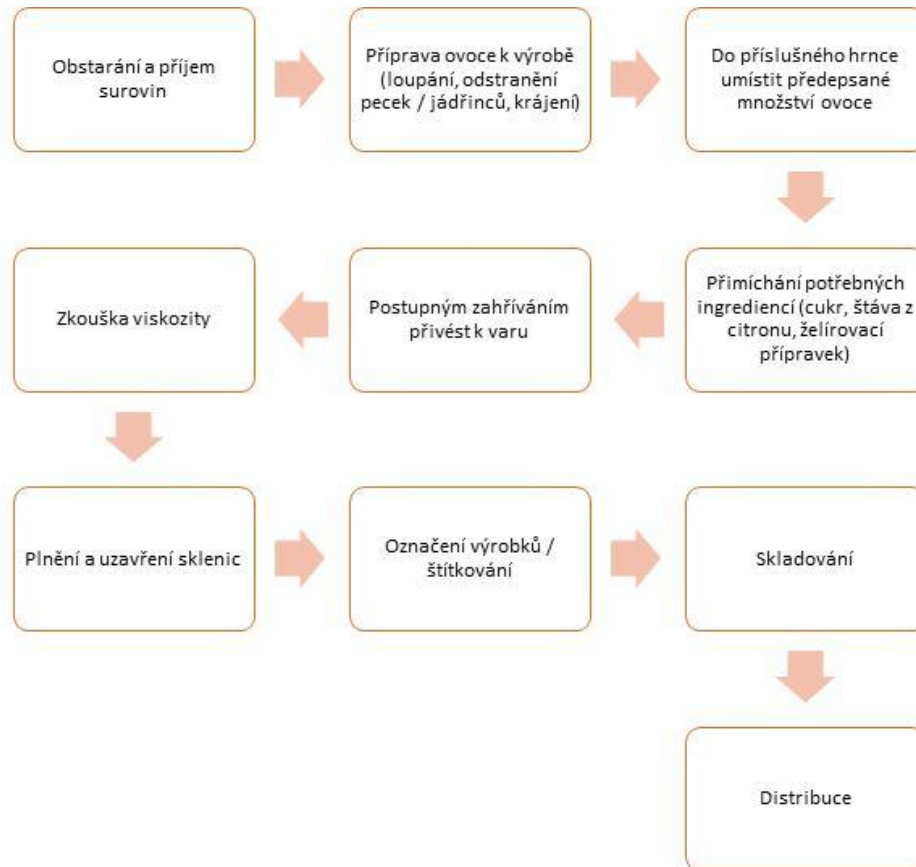 Obstarání a příjem
surovin
Příprava ovoce k výrobě
(loupání, odstranění
pecek / jádřinců, krájení)
Do příslušného hrnce
umístit předepsané
množství ovoce
Přimíchání potřebných
ingrediencí (cukr, štáva z
citronu, želírovací
přípravek)
Postupným zahříváním
přivést k varu
Zkouška viskozity
Plnění a uzavření sklenic
Označení výrobků /
štítkování
Skladování
Distribuce